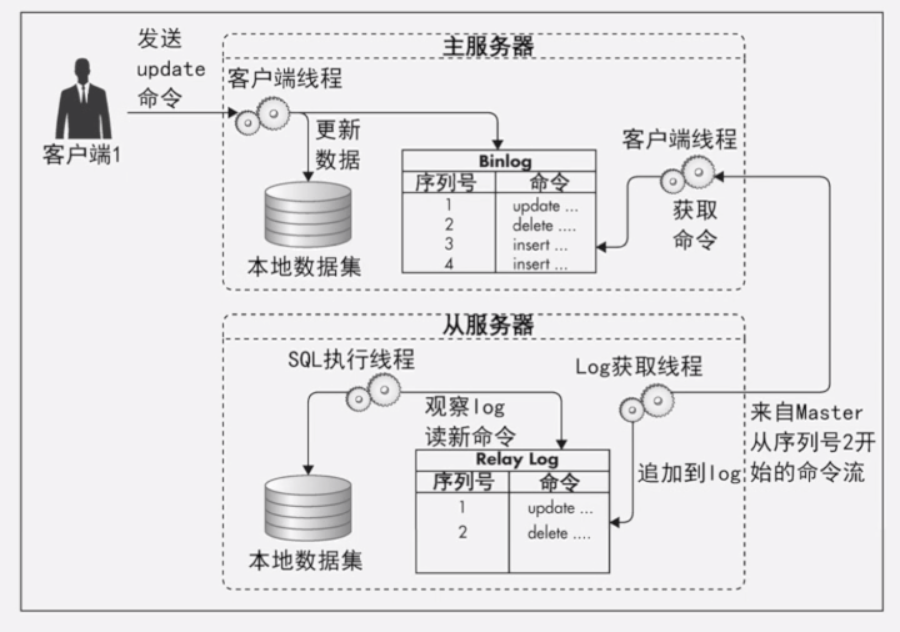 发送
update
命令
客户端1
主服务器
客户端线程
更新
数据
本地数据集
Binlog
序列号 命令
1 update ...
2 delete ....
3 insert ...
4 insert ...
客户端线程
获取
命令
从服务器
SQL执行线程
观察log
读新命令
本地数据集
Relay Log
序列号 命令
1 update ...
2 delete ....
Log获取线程
追加到log
来自Master
从序列号2开
始的命令流